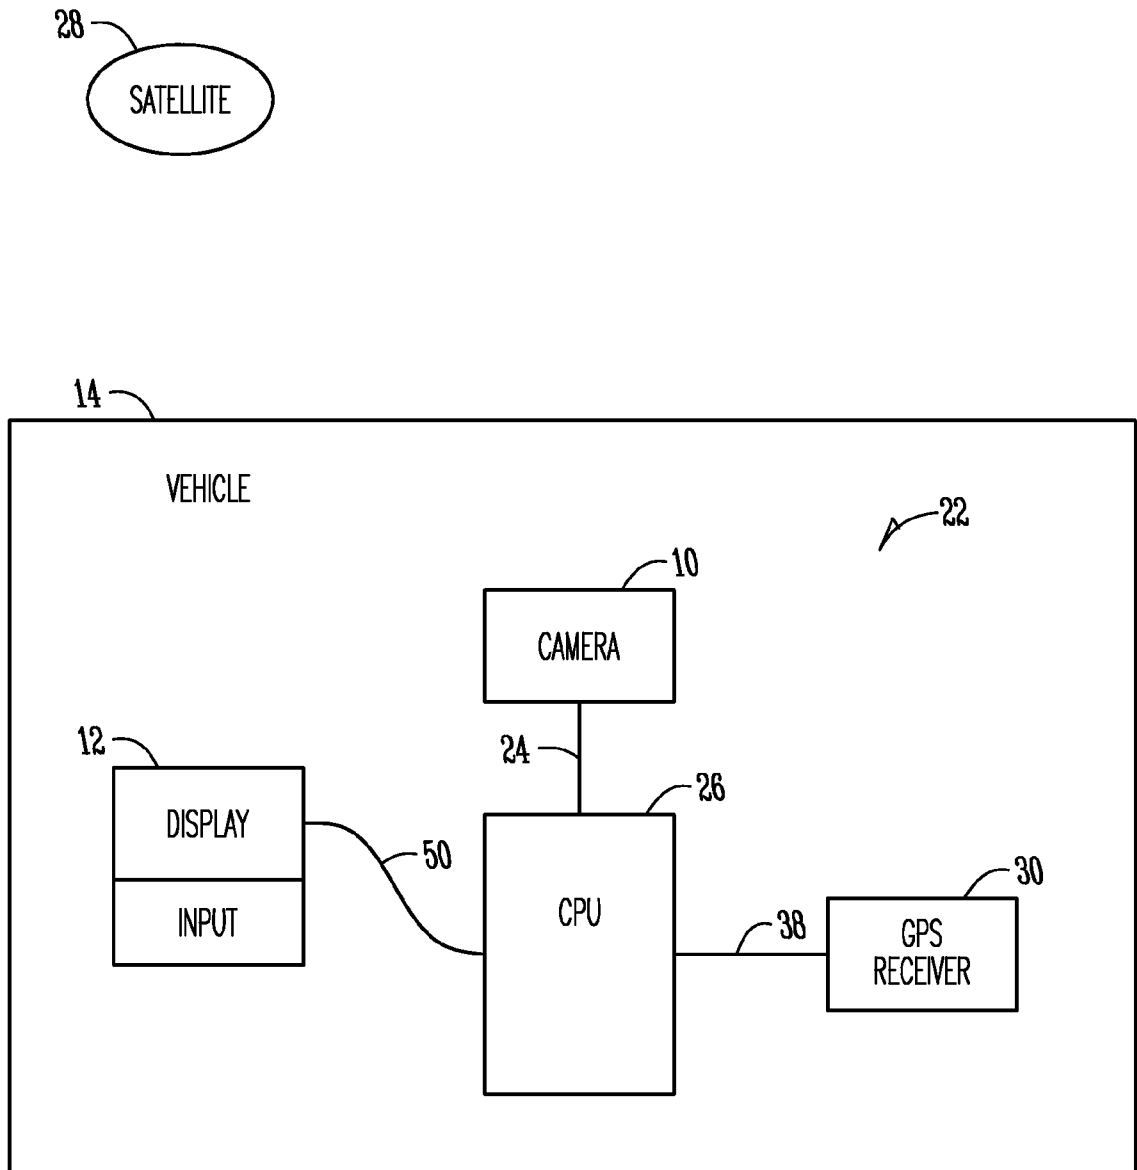 28
SATELLITE
14
VEHICLE
22
10
CAMERA
12
24
26
DISPLAY
50
30
INPUT
CPU
38
GPS
RECEIVER